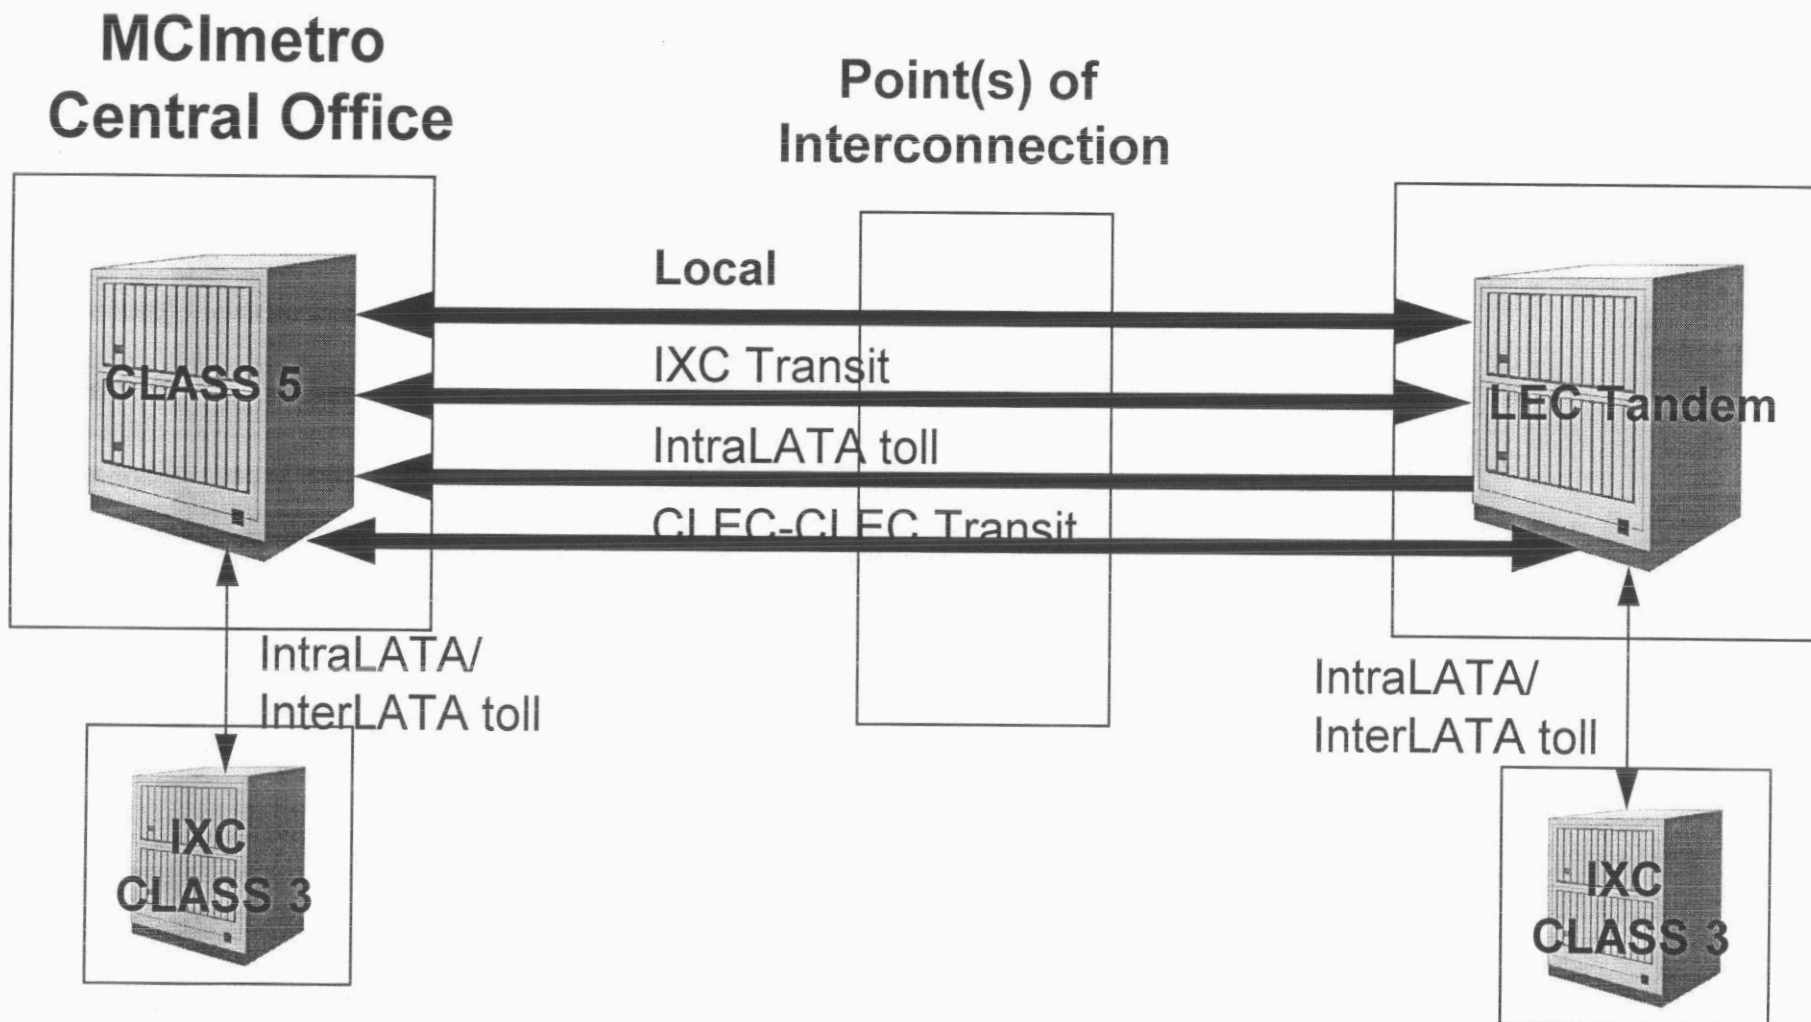 MCImetro
Central Office
Point(s) of
Interconnection
Local
IXC Transit
CLASS 5
LEC Tandem
IntraLATA toll
CLEC-CLEC Transit
IntraLATA/
InterLATA toll
IntraLATA/
InterLATA toll
IXC
CLASS 3
IXC
CLASS 3